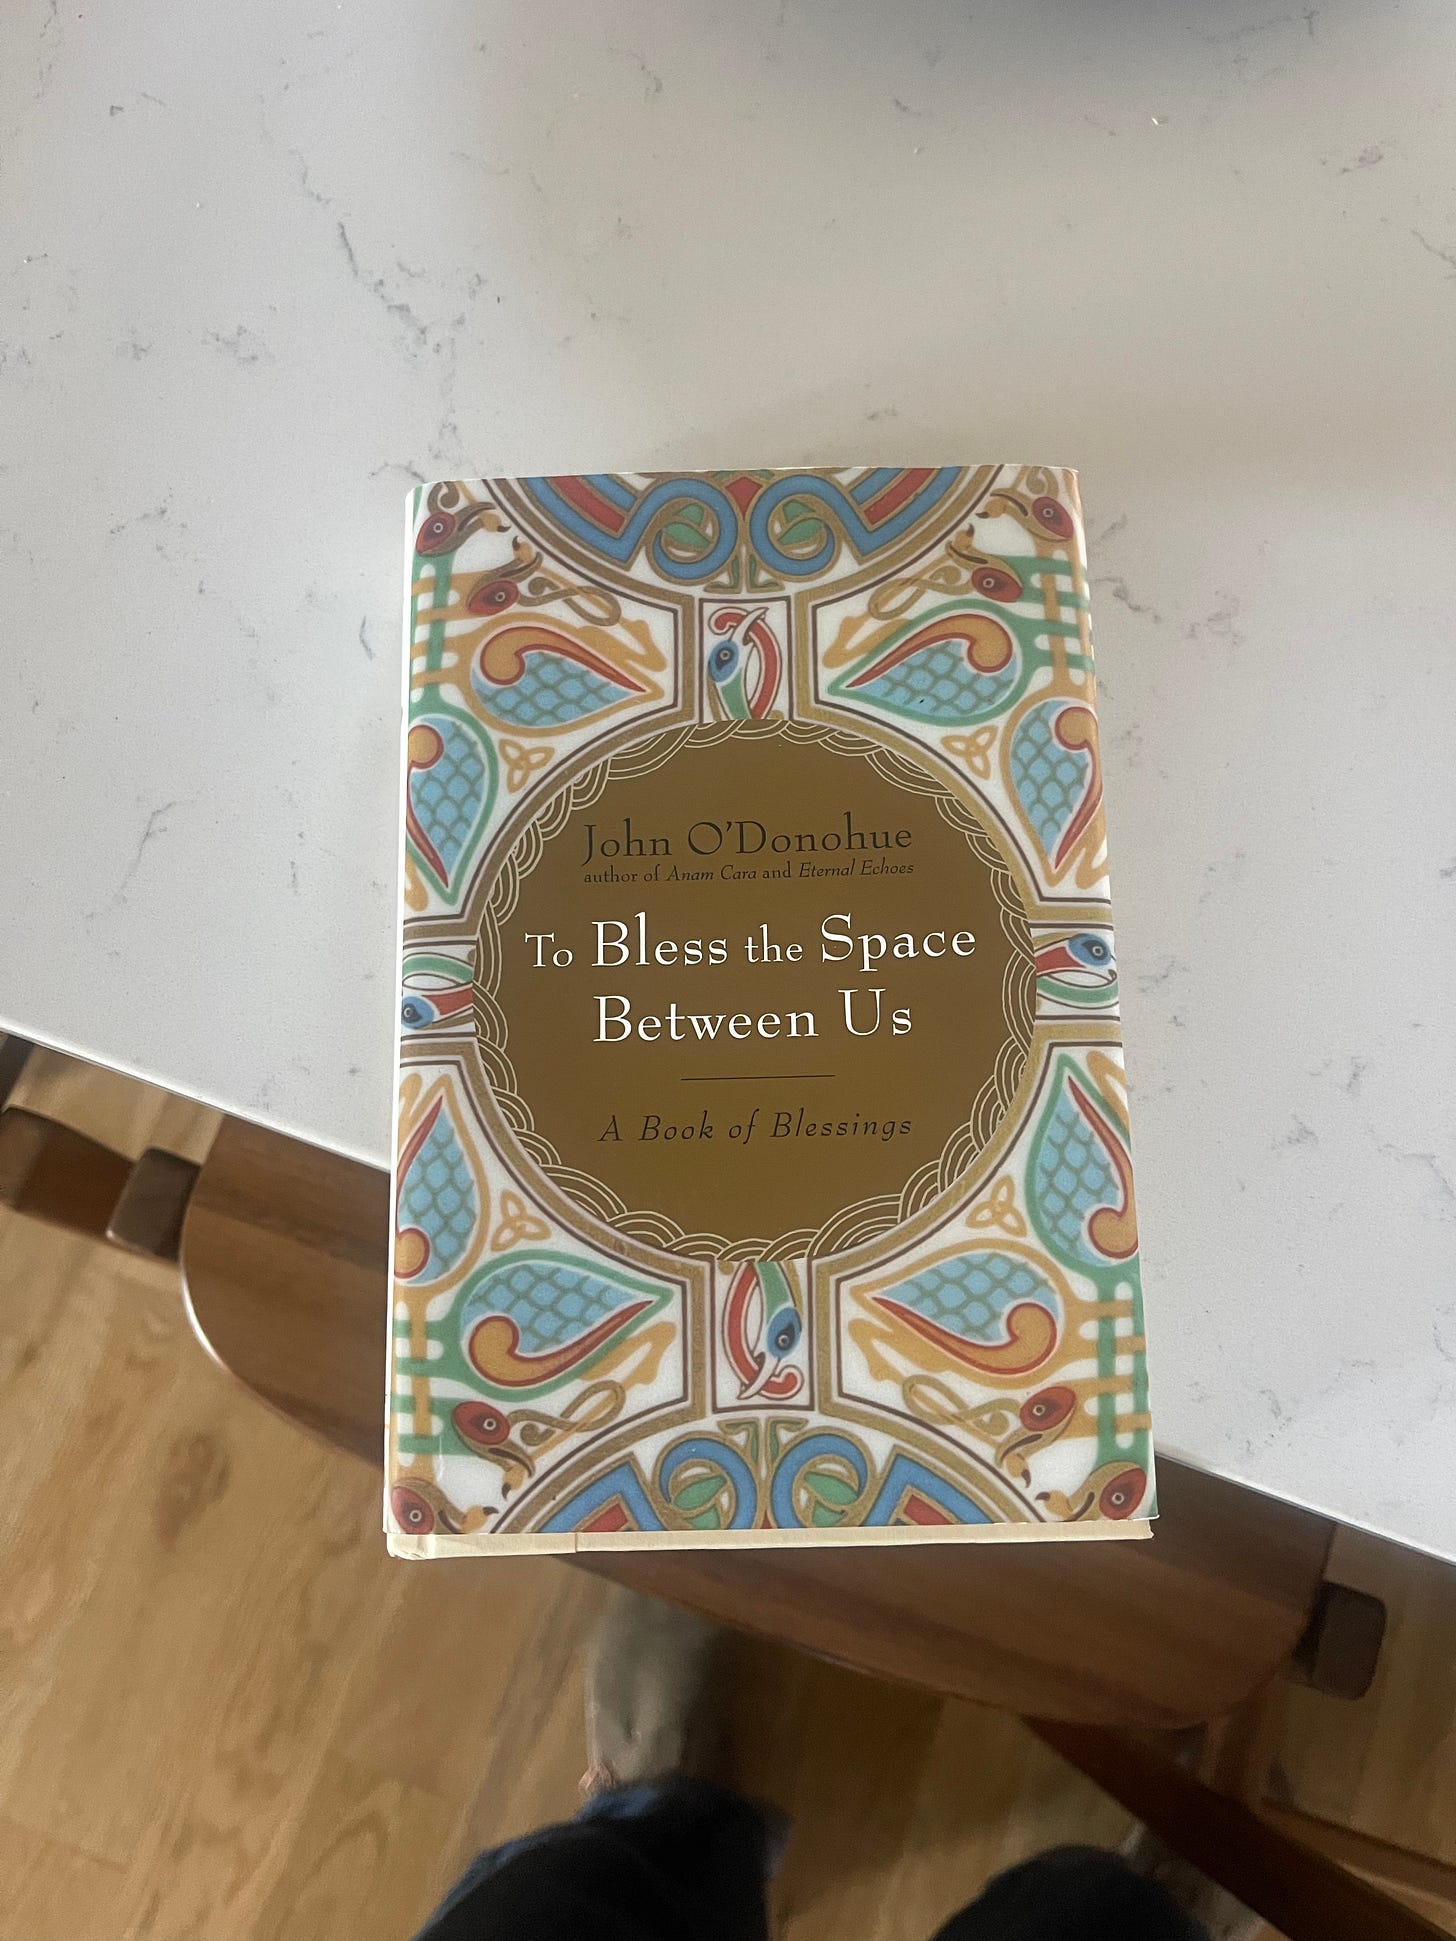 John O'Donohue
author of Anam Cara and Eternal Echoes
To Bless the Space
Between Us
A Book of Blessings